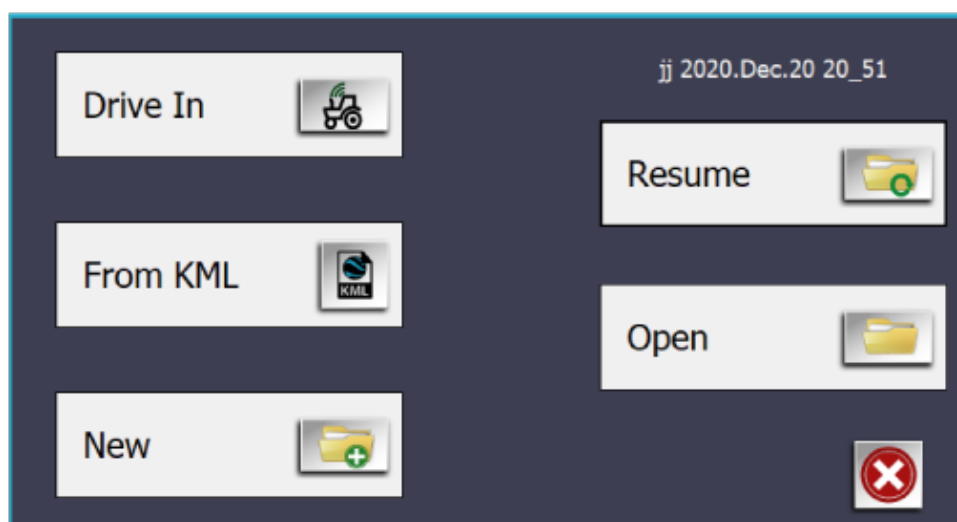 Drive In
jj 2020.Dec.20 20_51
Resume
From KML
KML
Open
New